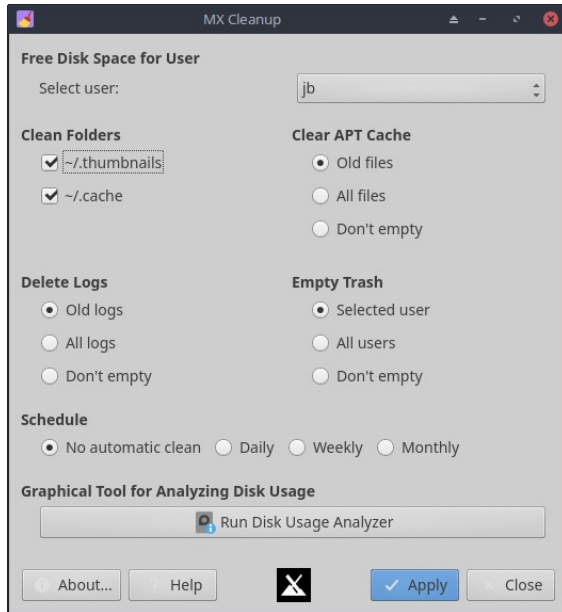 MX Cleanup
Free Disk Space for User
Select user: jb
Clean Folders
~/.thumbnails
~/.cache
Clear APT Cache
Old files
All files
Don't empty
Delete Logs
Old logs
All logs
Don't empty
Empty Trash
Selected user
All users
Don't empty
Schedule
No automatic clean Daily Weekly Monthly
Graphical Tool for Analyzing Disk Usage
Run Disk Usage Analyzer
About... Help Apply Close